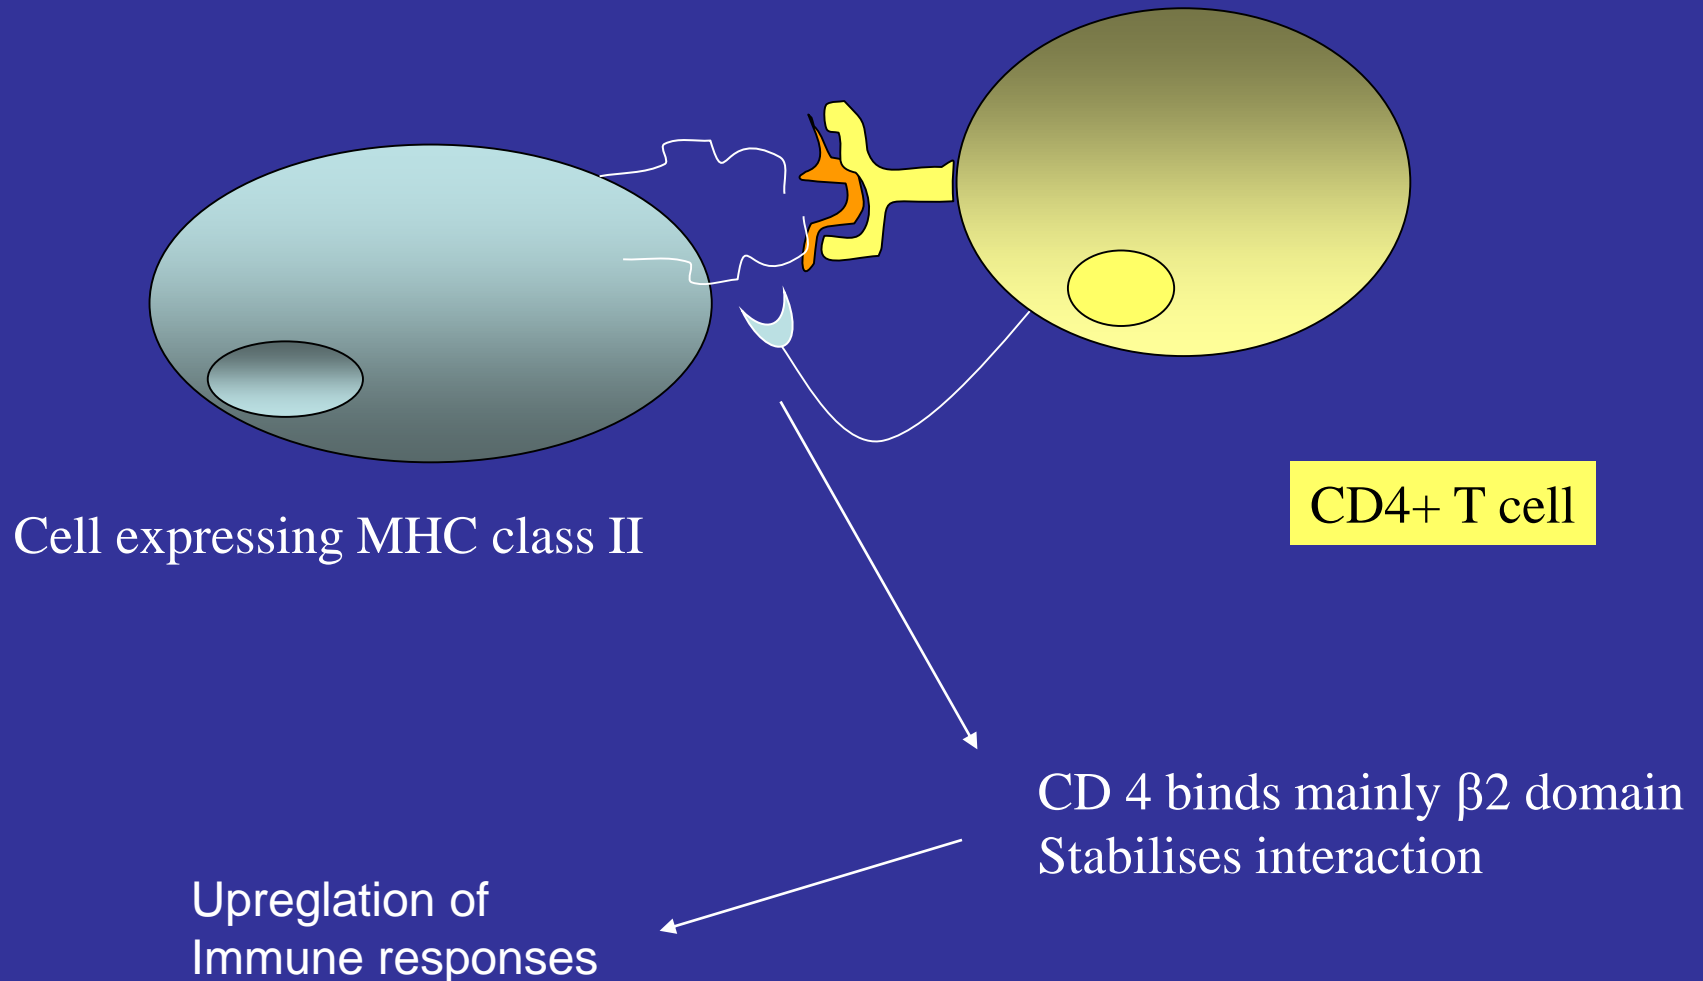 CD4+ T cell
Cell expressing MHC class II
CD 4 binds mainly β2 domain
Stabilises interaction
Upreglation of
Immune responses